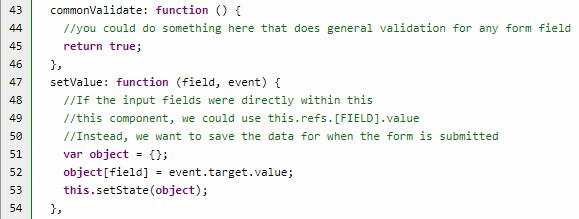 43 commonValidate: function () {
44 //you could do something here that does general validation for any form field
45 return true;
46 },
47 setValue: function (field, event) {
48 //If the input fields were directly within this
49 //this component, we could use this.refs.[FIELD].value
50 //Instead, we want to save the data for when the form is submitted
51 var object = {};
52 object[field] = event.target.value;
53 this.setState(object);
54 },